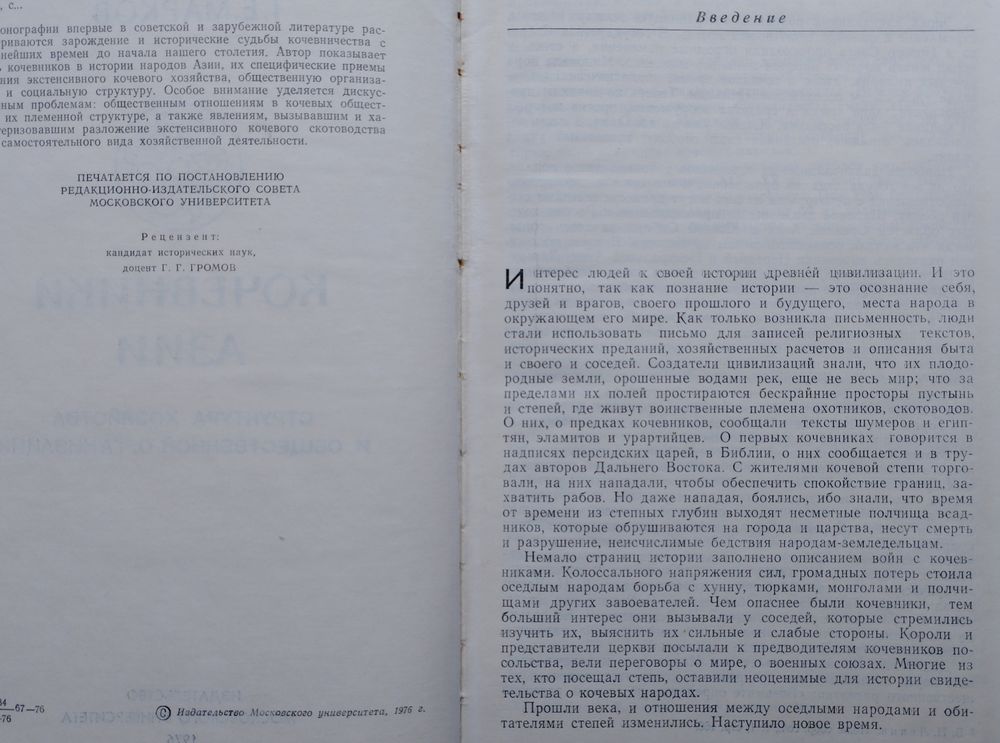 , с...
онографии впервые в советской и зарубежной литературе рас-
риваются зарождение и исторические судьбы кочевничества с
нейших времен до начала нашего столетия. Автор показывает
кочевников в истории народов Азии, их специфические приемы
ния экстенсивного кочевого хозяйства, общественную организа-
и социальную структуру. Особое внимание уделяется дискус-
ным проблемам: общественным отношениям в кочевых общест-
их племенной структуре, а также явлениям, вызывавшим и ха-
теризовавшим разложение экстенсивного кочевого скотоводства
самостоятельного вида хозяйственной деятельности.
ПЕЧАТАЕТСЯ ПО ПОСТАНОВЛЕНИЮ
РЕДАКЦИОННО-ИЗДАТЕЛЬСКОГО СОВЕТА
МОСКОВСКОГО УНИВЕРСИТЕТА
Рецензент:
кандидат исторических наук,
доцент Г. Г. ГРОМОВ
КОЧЕВНИКИ
АЗИИ
СТРУКТУРА ХОЗЯЙСТВА
И ОБЩЕСТВЕННОЙ ОРГАНИЗАЦИИ
67—76
-76
© Издательство Московского университета, 1976 г.
Введение
Интерес людей к своей истории древней цивилизации. И это
понятно, так как познание истории — это осознание себя,
друзей и врагов, своего прошлого и будущего, места народа в
окружающем его мире. Как только возникла письменность, люди
стали использовать письмо для записей религиозных текстов,
исторических преданий, хозяйственных расчетов и описания быта
и своего и соседей. Создатели цивилизаций знали, что их плодо-
родные земли, орошенные водами рек, еще не весь мир; что за
пределами их полей простираются бескрайние просторы пустынь
и степей, где живут воинственные племена охотников, скотоводов.
О них, о предках кочевников, сообщали тексты шумеров и егип-
тян, эламитов и урартийцев. О первых кочевниках говорится в
надписях персидских царей, в Библии, о них сообщается и в тру-
дах авторов Дальнего Востока. С жителями кочевой степи торго-
вали, на них нападали, чтобы обеспечить спокойствие границ, за-
хватить рабов. Но даже нападая, боялись, ибо знали, что время
от времени из степных глубин выходят несметные полчища всад-
ников, которые обрушиваются на города и царства, несут смерть
и разрушение, неисчислимые бедствия народам-земледельцам.
Немало страниц истории заполнено описанием войн с кочев-
никами. Колоссального напряжения сил, громадных потерь стоила
оседлым народам борьба с хунну, тюрками, монголами и полчи-
щами других завоевателей. Чем опаснее были кочевники, тем
больший интерес они вызывали у соседей, которые стремились
изучить их, выяснить их сильные и слабые стороны. Короли и
представители церкви посылали к предводителям кочевников по-
сольства, вели переговоры о мире, о военных союзах. Многие из
тех, кто посещал степь, оставили неоценимые для истории свиде-
тельства о кочевых народах.
Прошли века, и отношения между оседлыми народами и оби-
тателями степей изменились. Наступило новое время.